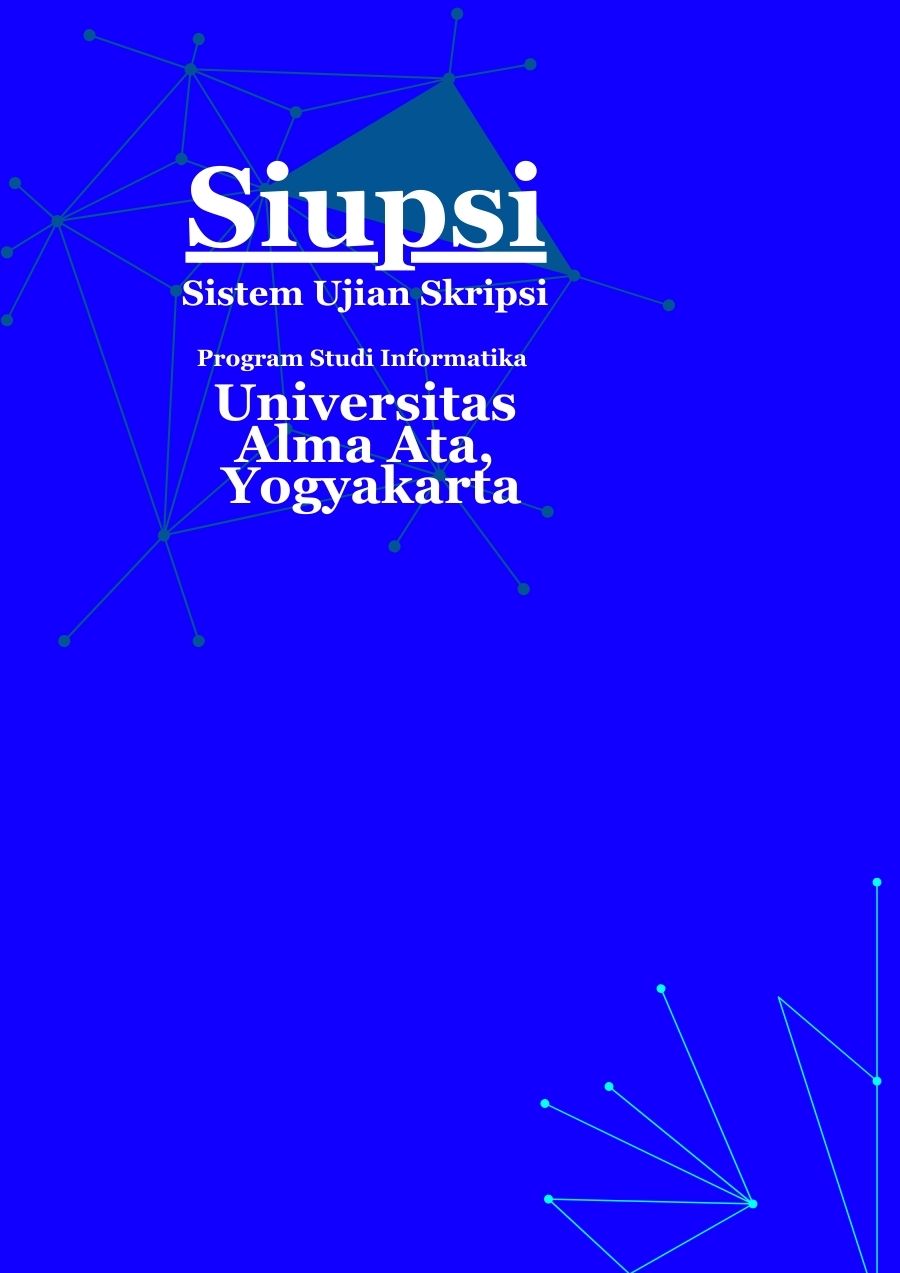 Siupsi
Sistem Ujian Skripsi
Program Studi Informatika
Universitas
Alma Ata,
Yogyakarta